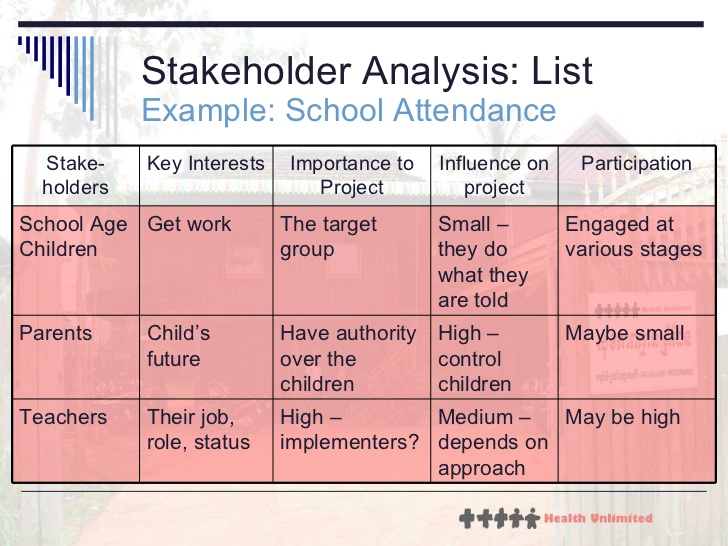 Stakeholder Analysis: List
Example: School Attendance
Stake-
holders
Key Interests
Importance to
Project
Influence on
project
Participation
School Age
Children
Get work
The target
group
Small –
they do
what they
are told
Engaged at
various stages
Parents
Child’s
future
Have authority
over the
children
High –
control
children
Maybe small
Teachers
Their job,
role, status
High –
implementers?
Medium –
depends on
approach
May be high
Health Unlimited